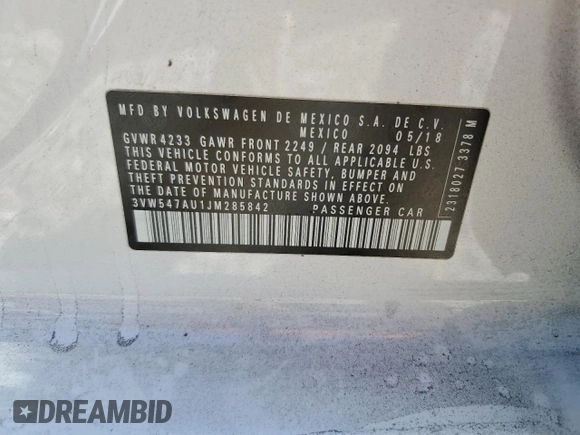 MFD BY VOLKSWAGEN DE MEXICO S.A. DE C.V.
MEXICO 05/18
GVWR 4233 GAWR FRONT 2249 / REAR 2094 LBS
THIS VEHICLE CONFORMS TO ALL APPLICABLE U.S.
FEDERAL MOTOR VEHICLE SAFETY, BUMPER AND
THEFT PREVENTION STANDARDS IN EFFECT ON
THE DATE OF MANUFACTURE SHOWN ABOVE.
3VW547AU1JM285842 PASSENGER CAR
2318027 3378 M
DREAMBID